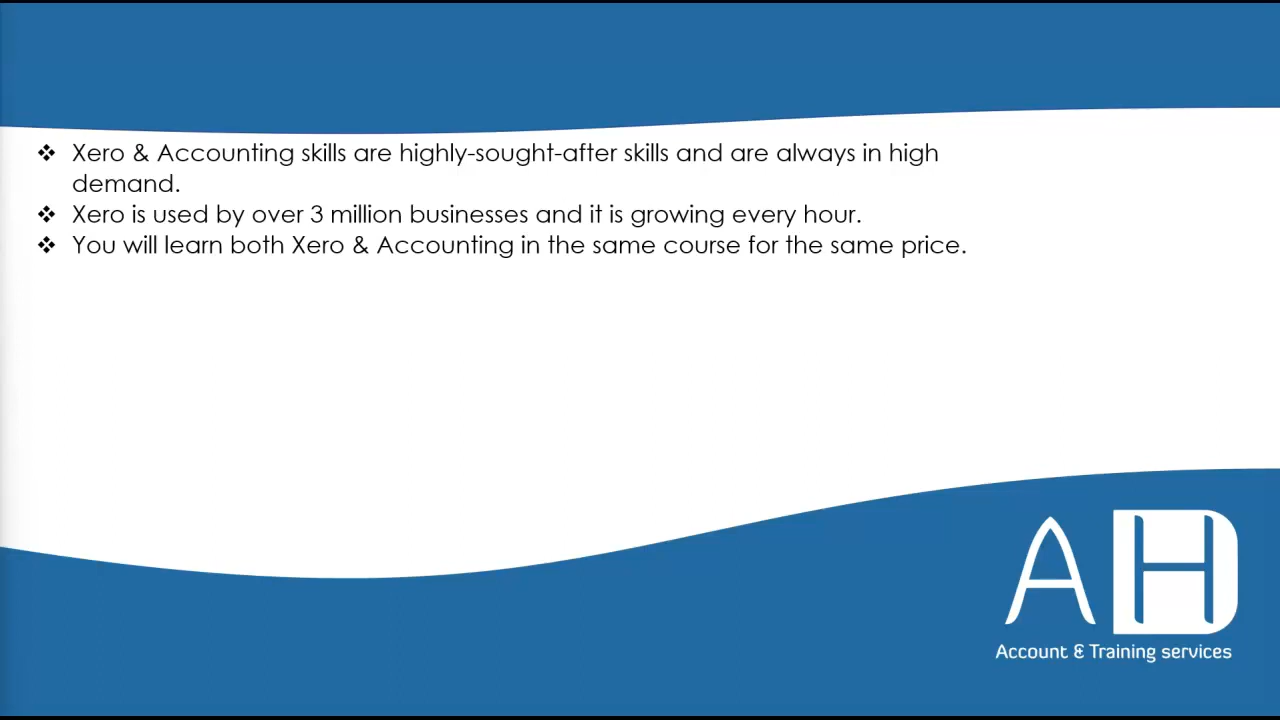 ❖ Xero & Accounting skills are highly-sought-after skills and are always in high
demand.
❖ Xero is used by over 3 million businesses and it is growing every hour.
❖ You will learn both Xero & Accounting in the same course for the same price.
AHD
Account & Training services